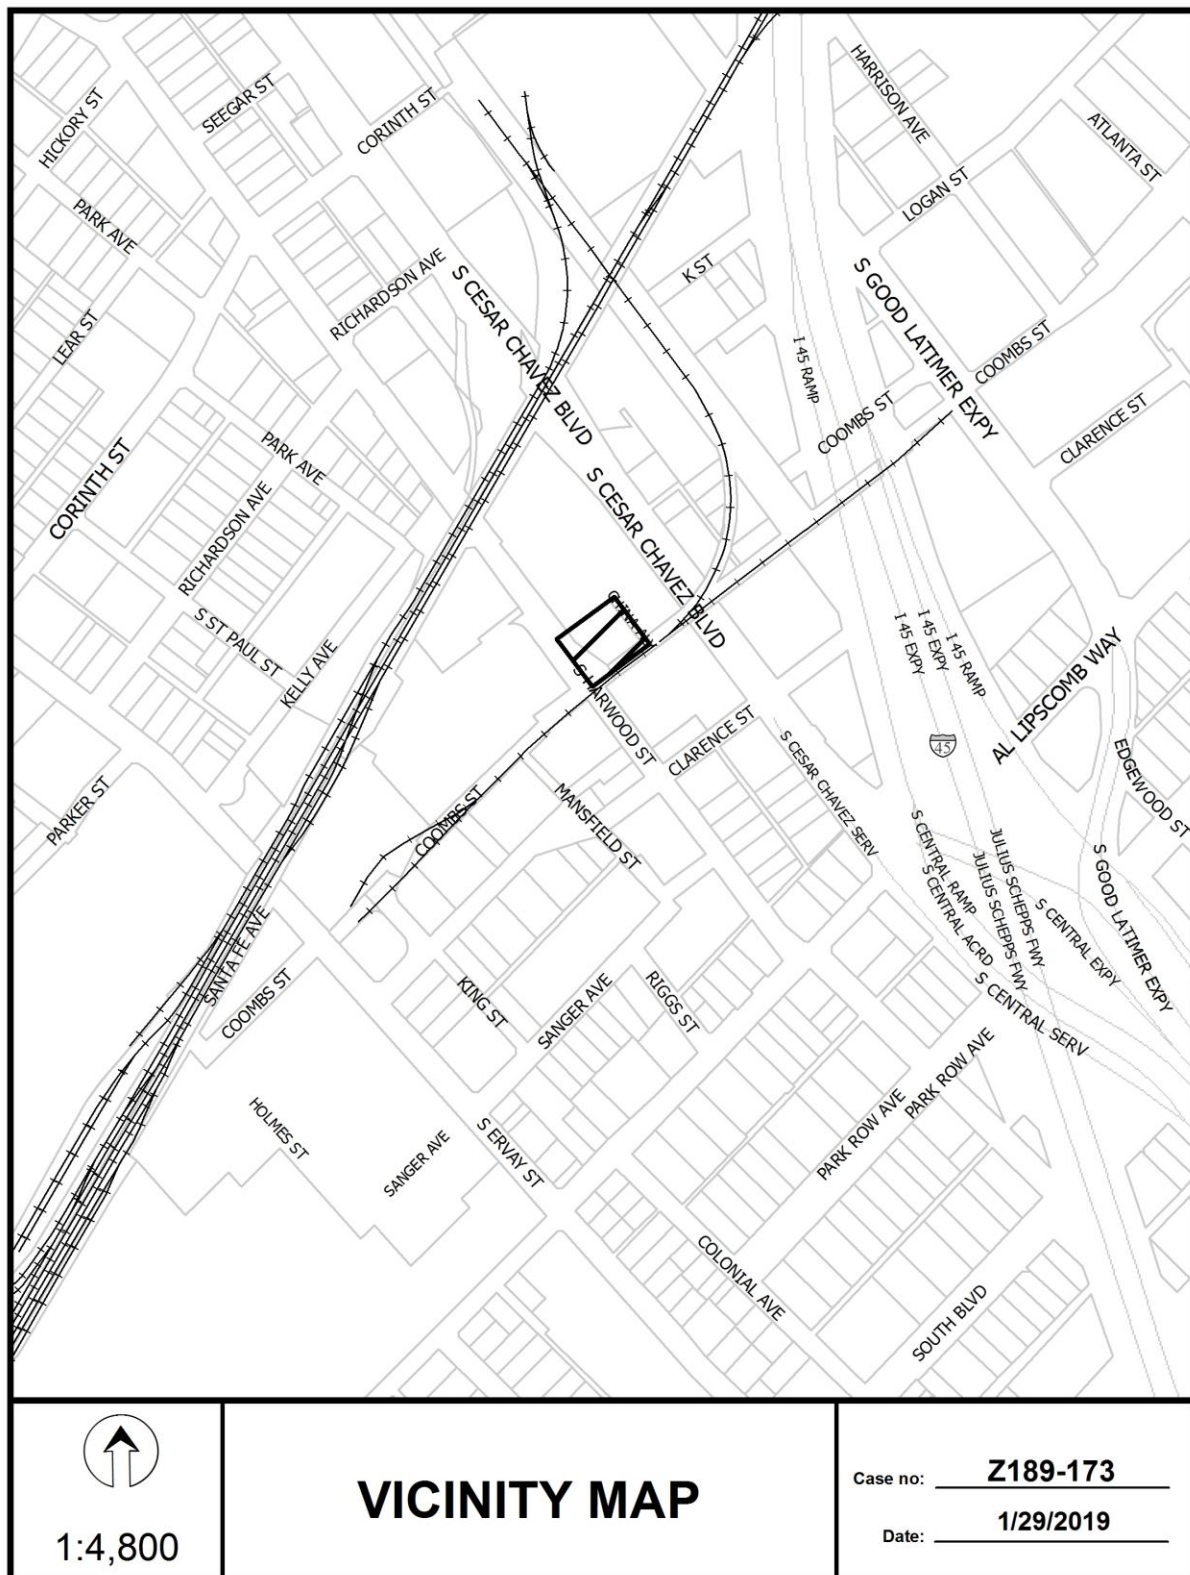 HICKORY ST
SEEGAR ST
CORINTH ST
HARRISON AVE
ATLANTA ST
PARK AVE
LOGAN ST
RICHARDSON AVE
S CESAR CHAVEZ BLVD
K ST
S GOOD LATIMER EXPY
LEAR ST
I 45 RAMP
COOMBS ST
COOMBS ST
CLARENCE ST
CORINTH ST
PARK AVE
RICHARDSON AVE
S CESAR CHAVEZ BLVD
S ST PAUL ST
KELLY AVE
S HARWOOD ST
CLARENCE ST
I 45 EXPY
I 45 EXPY
I 45 RAMP
AL LIPSCOMB WAY
45
EDGEWOOD ST
S CESAR CHAVEZ SERV
PARKER ST
COOMBS ST
MANSFIELD ST
S CENTRAL RAMP
S CENTRAL ACRD
JULIUS SCHEPPS FWY
JULIUS SCHEPPS FWY
S GOOD LATIMER EXPY
S CENTRAL EXPY
SANTA FE AVE
COOMBS ST
KING ST
SANGER AVE
RIGGS ST
S CENTRAL SERV
HOLMES ST
SANGER AVE
S ERVAY ST
PARK ROW AVE
PARK ROW AVE
COLONIAL AVE
SOUTH BLVD
1:4,800
VICINITY MAP
Case no: Z189-173
Date: 1/29/2019